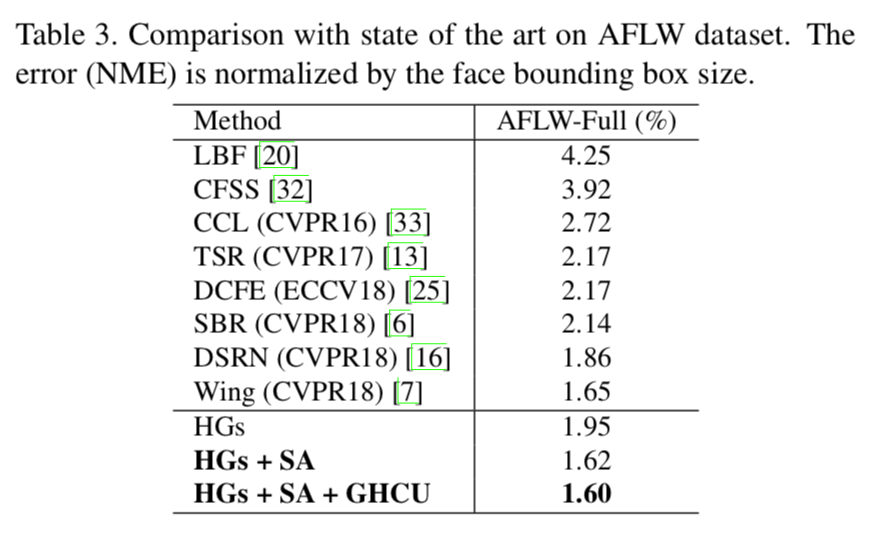 Table 3. Comparison with state of the art on AFLW dataset. The
error (NME) is normalized by the face bounding box size.
Method AFLW-Full (%)
LBF [20] 4.25
CFSS [32] 3.92
CCL (CVPR16) [33] 2.72
TSR (CVPR17) [13] 2.17
DCFE (ECCV18) [25] 2.17
SBR (CVPR18) [6] 2.14
DSRN (CVPR18) [16] 1.86
Wing (CVPR18) [7] 1.65
HGs 1.95
HGs + SA 1.62
HGs + SA + GHCU 1.60